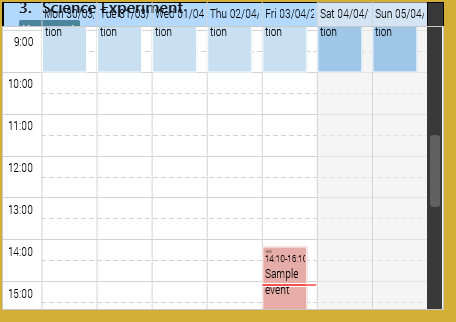 3. Science Experiment
Mon 30/03/ Tue 31/03/ Wed 01/04 Thu 02/04/ Fri 03/04/2 Sat 04/04/ Sun 05/04/
9:00 tion tion tion tion tion tion tion
10:00
11:00
12:00
13:00
14:00
14:10-16:10
Sample
event
15:00